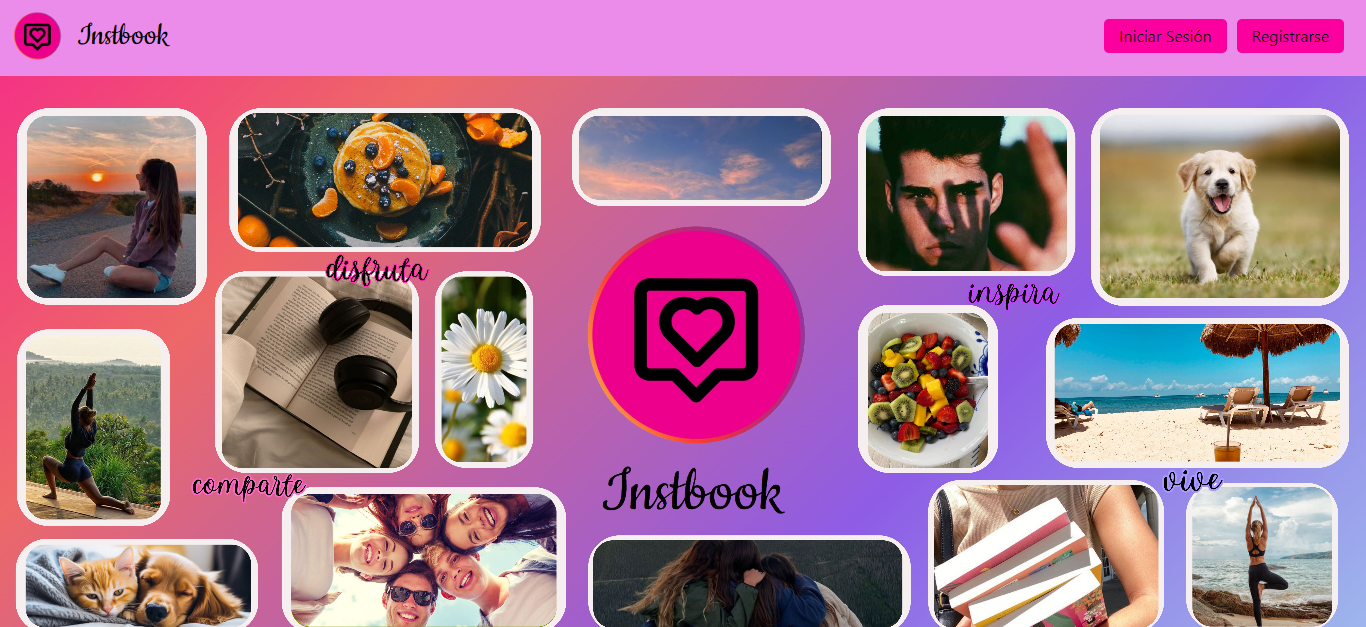 Instbook
Iniciar Sesión
Registrarse
disfruta
inspira
comparte
Instbook
vive